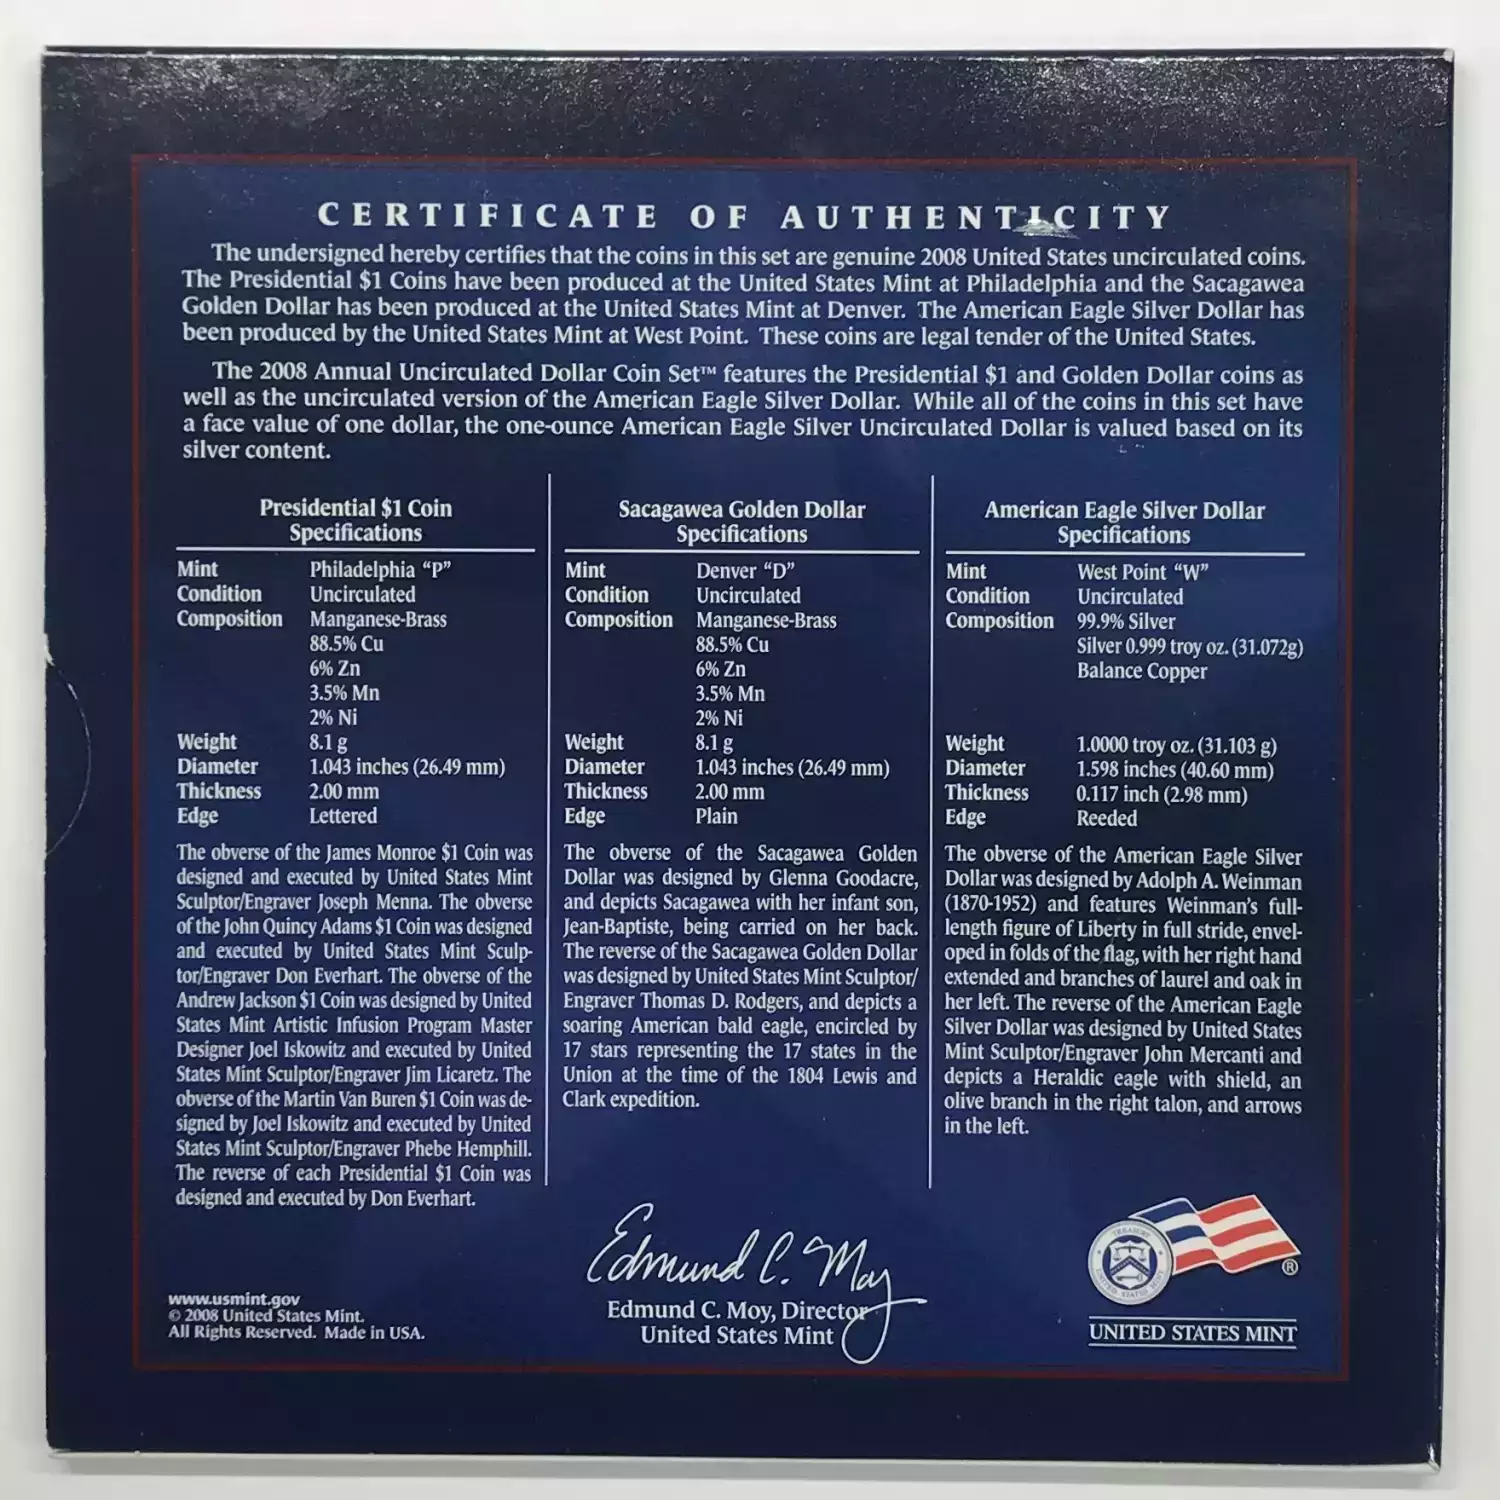 CERTIFICATE OF AUTHENTICITY
The undersigned hereby certifies that the coins in this set are genuine 2008 United States uncirculated coins.
The Presidential $1 Coins have been produced at the United States Mint at Philadelphia and the Sacagawea
Golden Dollar has been produced at the United States Mint at Denver. The American Eagle Silver Dollar has
been produced by the United States Mint at West Point. These coins are legal tender of the United States.
The 2008 Annual Uncirculated Dollar Coin Set™ features the Presidential $1 and Golden Dollar coins as
well as the uncirculated version of the American Eagle Silver Dollar. While all of the coins in this set have
a face value of one dollar, the one-ounce American Eagle Silver Uncirculated Dollar is valued based on its
silver content.
Presidential $1 Coin
Specifications
Mint Philadelphia “P”
Condition Uncirculated
Composition Manganese-Brass
88.5% Cu
6% Zn
3.5% Mn
2% Ni
Weight 8.1 g
Diameter 1.043 inches (26.49 mm)
Thickness 2.00 mm
Edge Lettered
The obverse of the James Monroe $1 Coin was
designed and executed by United States Mint
Sculptor/Engraver Joseph Menna. The obverse
of the John Quincy Adams $1 Coin was designed
and executed by United States Mint Sculp-
tor/Engraver Don Everhart. The obverse of the
Andrew Jackson $1 Coin was designed by United
States Mint Artistic Infusion Program Master
Designer Joel Iskowitz and executed by United
States Mint Sculptor/Engraver Jim Licaretz. The
obverse of the Martin Van Buren $1 Coin was de-
signed by Joel Iskowitz and executed by United
States Mint Sculptor/Engraver Phebe Hemphill.
The reverse of each Presidential $1 Coin was
designed and executed by Don Everhart.
Sacagawea Golden Dollar
Specifications
Mint Denver “D”
Condition Uncirculated
Composition Manganese-Brass
88.5% Cu
6% Zn
3.5% Mn
2% Ni
Weight 8.1 g
Diameter 1.043 inches (26.49 mm)
Thickness 2.00 mm
Edge Plain
The obverse of the Sacagawea Golden
Dollar was designed by Glenna Goodacre,
and depicts Sacagawea with her infant son,
Jean-Baptiste, being carried on her back.
The reverse of the Sacagawea Golden Dollar
was designed by United States Mint Sculptor/
Engraver Thomas D. Rodgers, and depicts a
soaring American bald eagle, encircled by
17 stars representing the 17 states in the
Union at the time of the 1804 Lewis and
Clark expedition.
American Eagle Silver Dollar
Specifications
Mint West Point “W”
Condition Uncirculated
Composition 99.9% Silver
Silver 0.999 troy oz. (31.072g)
Balance Copper
Weight 1.0000 troy oz. (31.103 g)
Diameter 1.598 inches (40.60 mm)
Thickness 0.117 inch (2.98 mm)
Edge Reeded
The obverse of the American Eagle Silver
Dollar was designed by Adolph A. Weinman
(1870-1952) and features Weinman’s full-
length figure of Liberty in full stride, envel-
oped in folds of the flag, with her right hand
extended and branches of laurel and oak in
her left. The reverse of the American Eagle
Silver Dollar was designed by United States
Mint Sculptor/Engraver John Mercanti and
depicts a Heraldic eagle with shield, an
olive branch in the right talon, and arrows
in the left.
www.usmint.gov
© 2008 United States Mint.
All Rights Reserved. Made in USA.
Edmund C. Moy
Edmund C. Moy, Director
United States Mint
®
UNITED STATES MINT